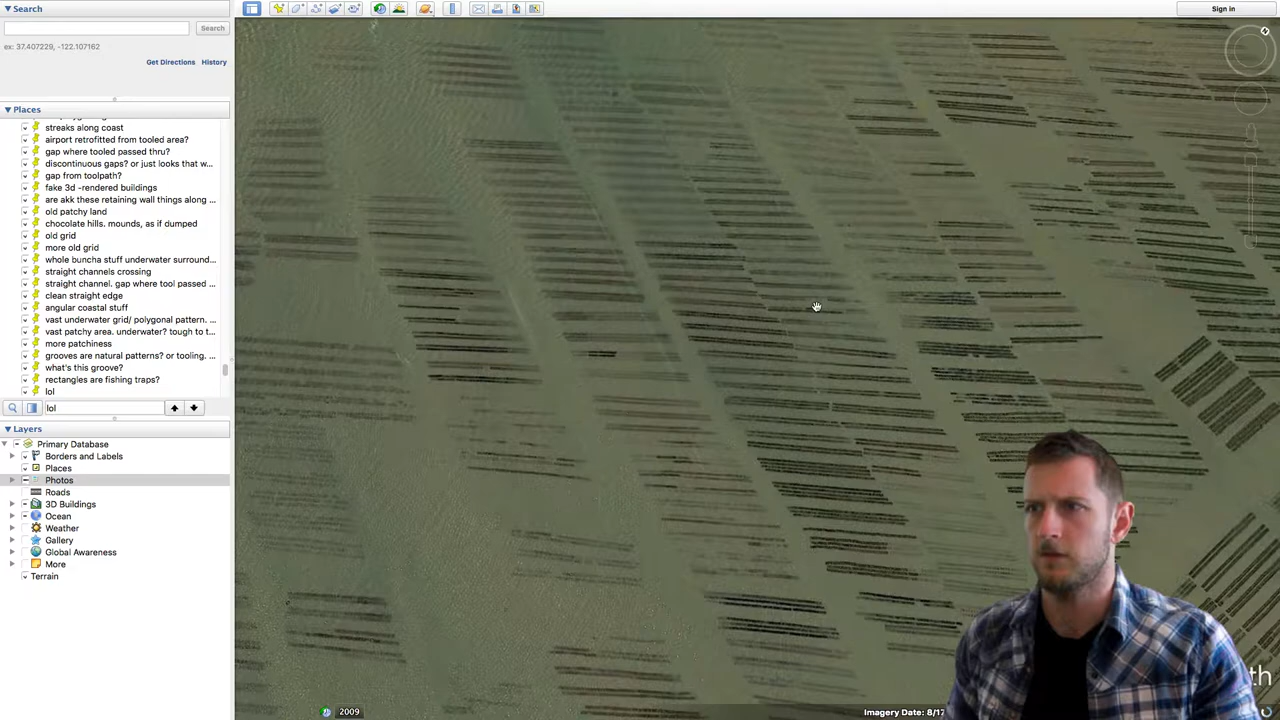 Search
Sign in
Search
ex: 37.407229, -122.107162
Get Directions History
Places
streaks along coast
airport retrofitted from tooled area?
gap where tooled passed thru?
discontinuous gaps? or just looks that w...
gap from toolpath?
fake 3d -rendered buildings
are akk these retaining wall things along ...
old patchy land
chocolate hills. mounds, as if dumped
old grid
more old grid
whole buncha stuff underwater surround...
straight channels crossing
straight channel. gap where tool passed ...
clean straight edge
angular coastal stuff
vast underwater grid/ polygonal pattern. ...
vast patchy area. underwater? tough to t...
more patchiness
grooves are natural patterns? or tooling. ...
what's this groove?
rectangles are fishing traps?
lol
lol
Layers
Primary Database
Borders and Labels
Places
Photos
Roads
3D Buildings
Ocean
Weather
Gallery
Global Awareness
More
Terrain
2009
Imagery Date: 8/17
th